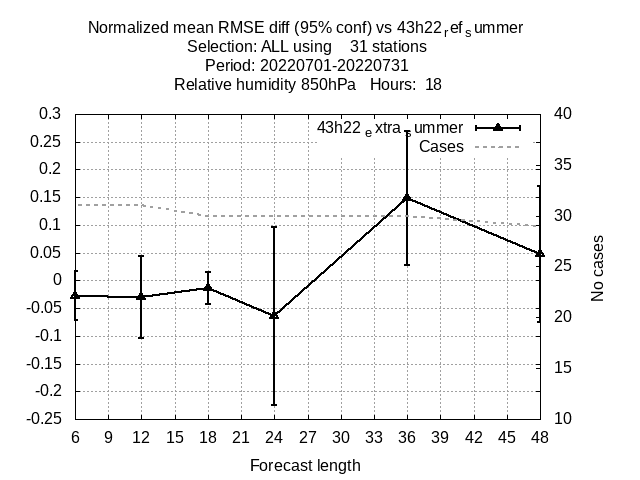 Normalized mean RMSE diff (95% conf) vs 43h22ref summer
Selection: ALL using 31 stations
Period: 20220701-20220731
Relative humidity 850hPa Hours: 18
0.3
0.25
0.2
0.15
0.1
0.05
0
-0.05
-0.1
-0.15
-0.2
-0.25
43h22 extra summer
Cases
40
35
30
25
20
15
10
No cases
6 9 12 15 18 21 24 27 30 33 36 39 42 45 48
Forecast length